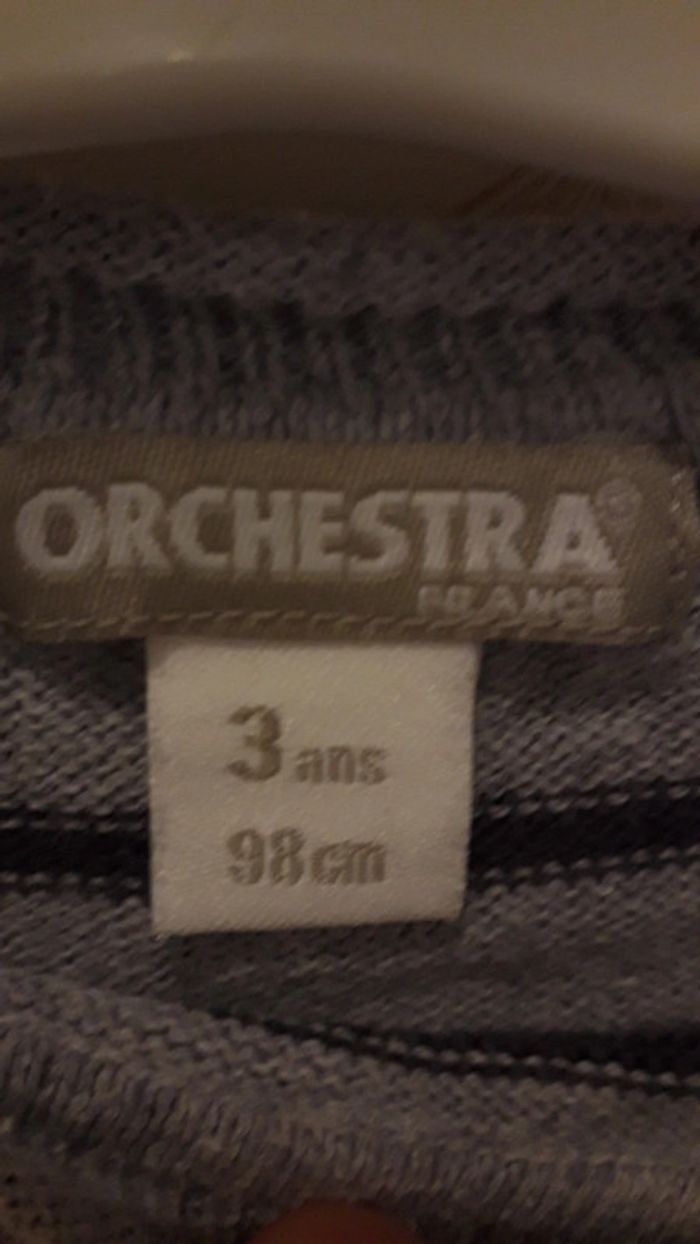 ORCHESTRA®
FRANCE
3 ans
98 cm